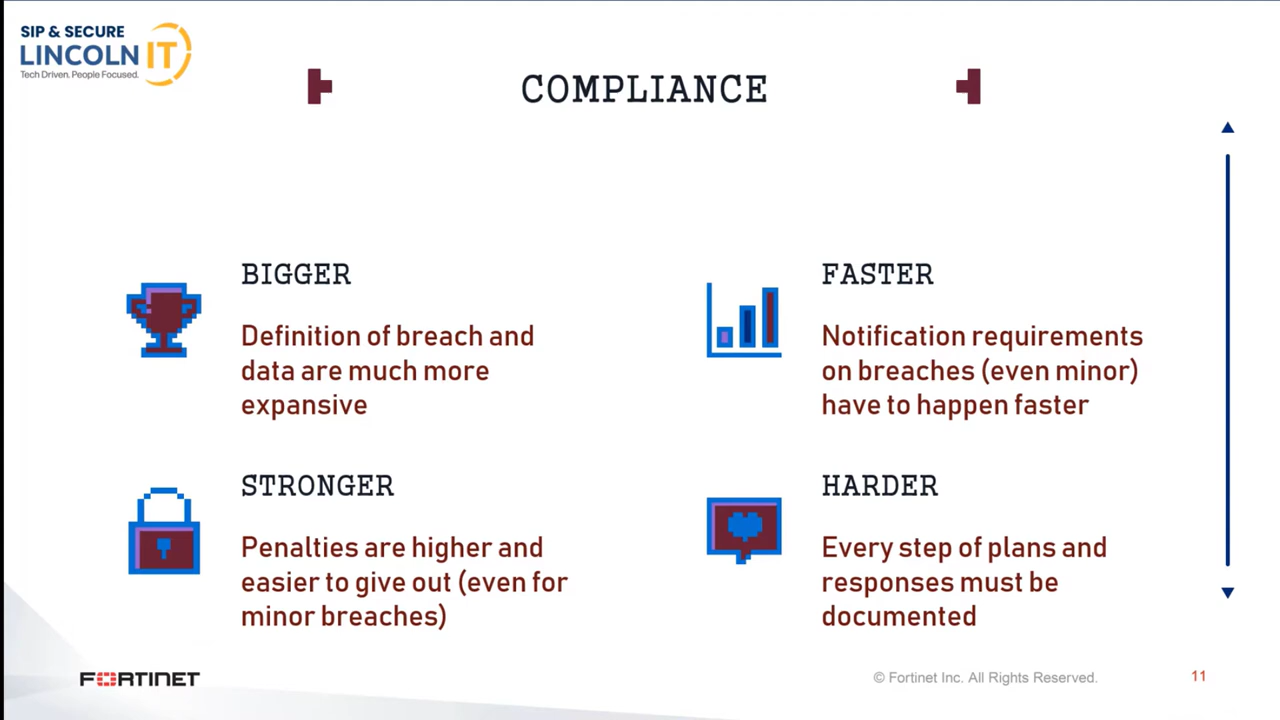 SIP & SECURE
LINCOLN IT
Tech Driven. People Focused.
COMPLIANCE
BIGGER
Definition of breach and
data are much more
expansive
FASTER
Notification requirements
on breaches (even minor)
have to happen faster
STRONGER
Penalties are higher and
easier to give out (even for
minor breaches)
HARDER
Every step of plans and
responses must be
documented
FORTINET
© Fortinet Inc. All Rights Reserved.
11